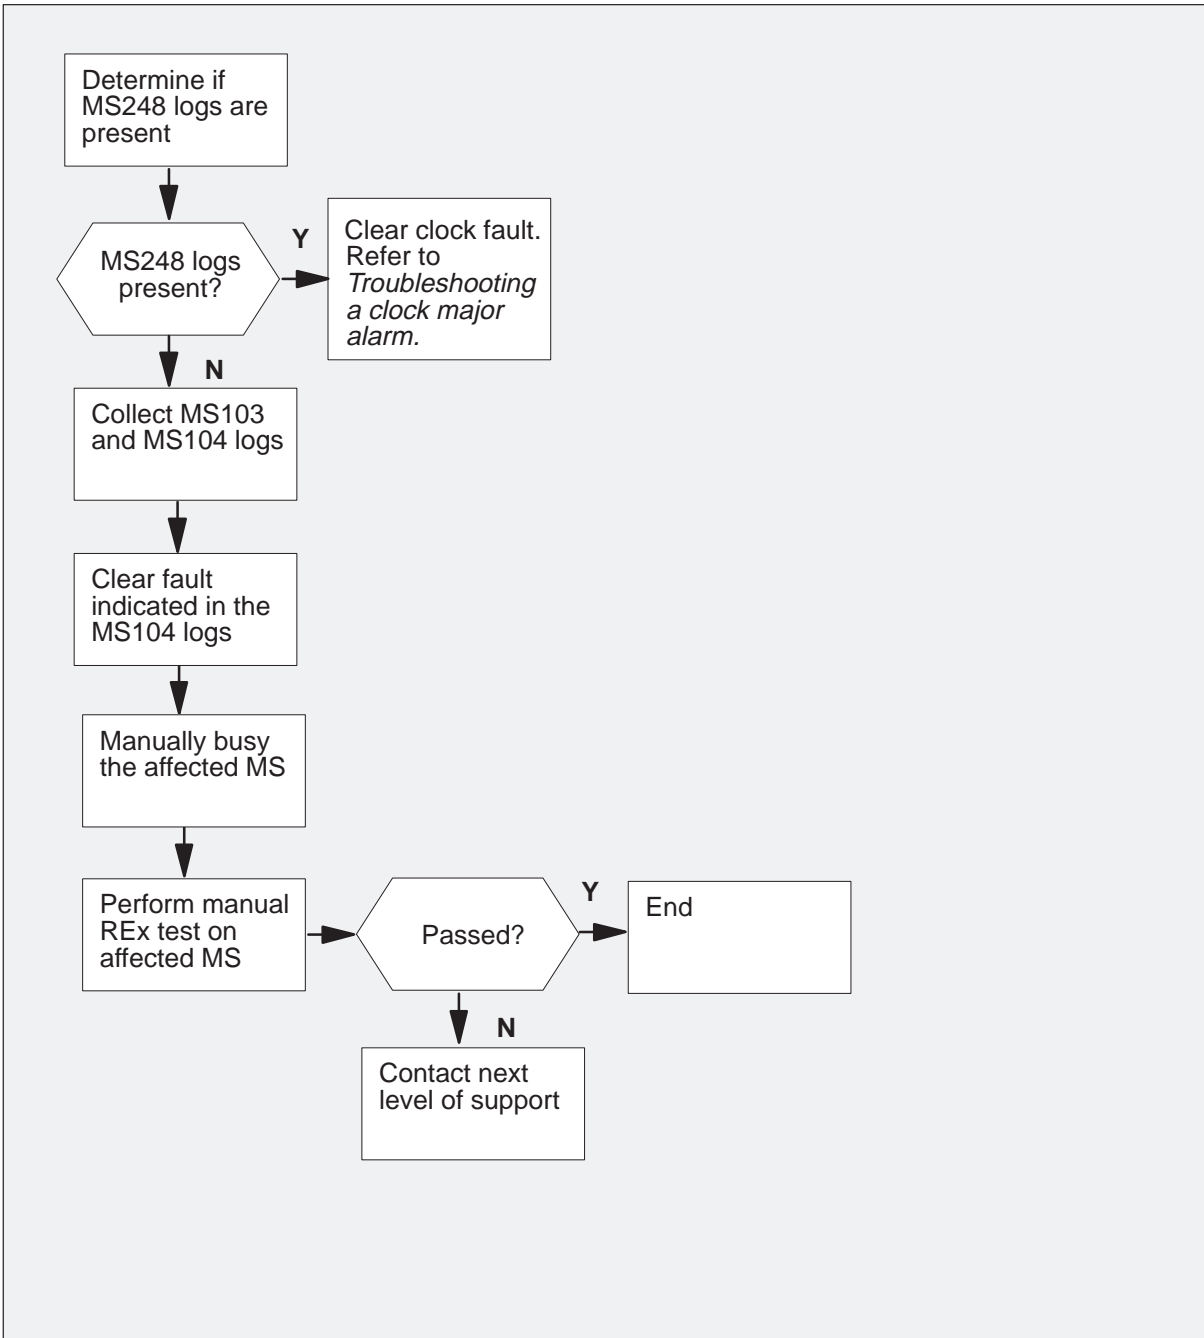 Determine if
MS248 logs are
present
MS248 logs
present?
Y
Clear clock fault.
Refer to
Troubleshooting
a clock major
alarm.
N
Collect MS103
and MS104 logs
Clear fault
indicated in the
MS104 logs
Manually busy
the affected MS
Perform manual
REx test on
affected MS
Passed?
Y
End
N
Contact next
level of support